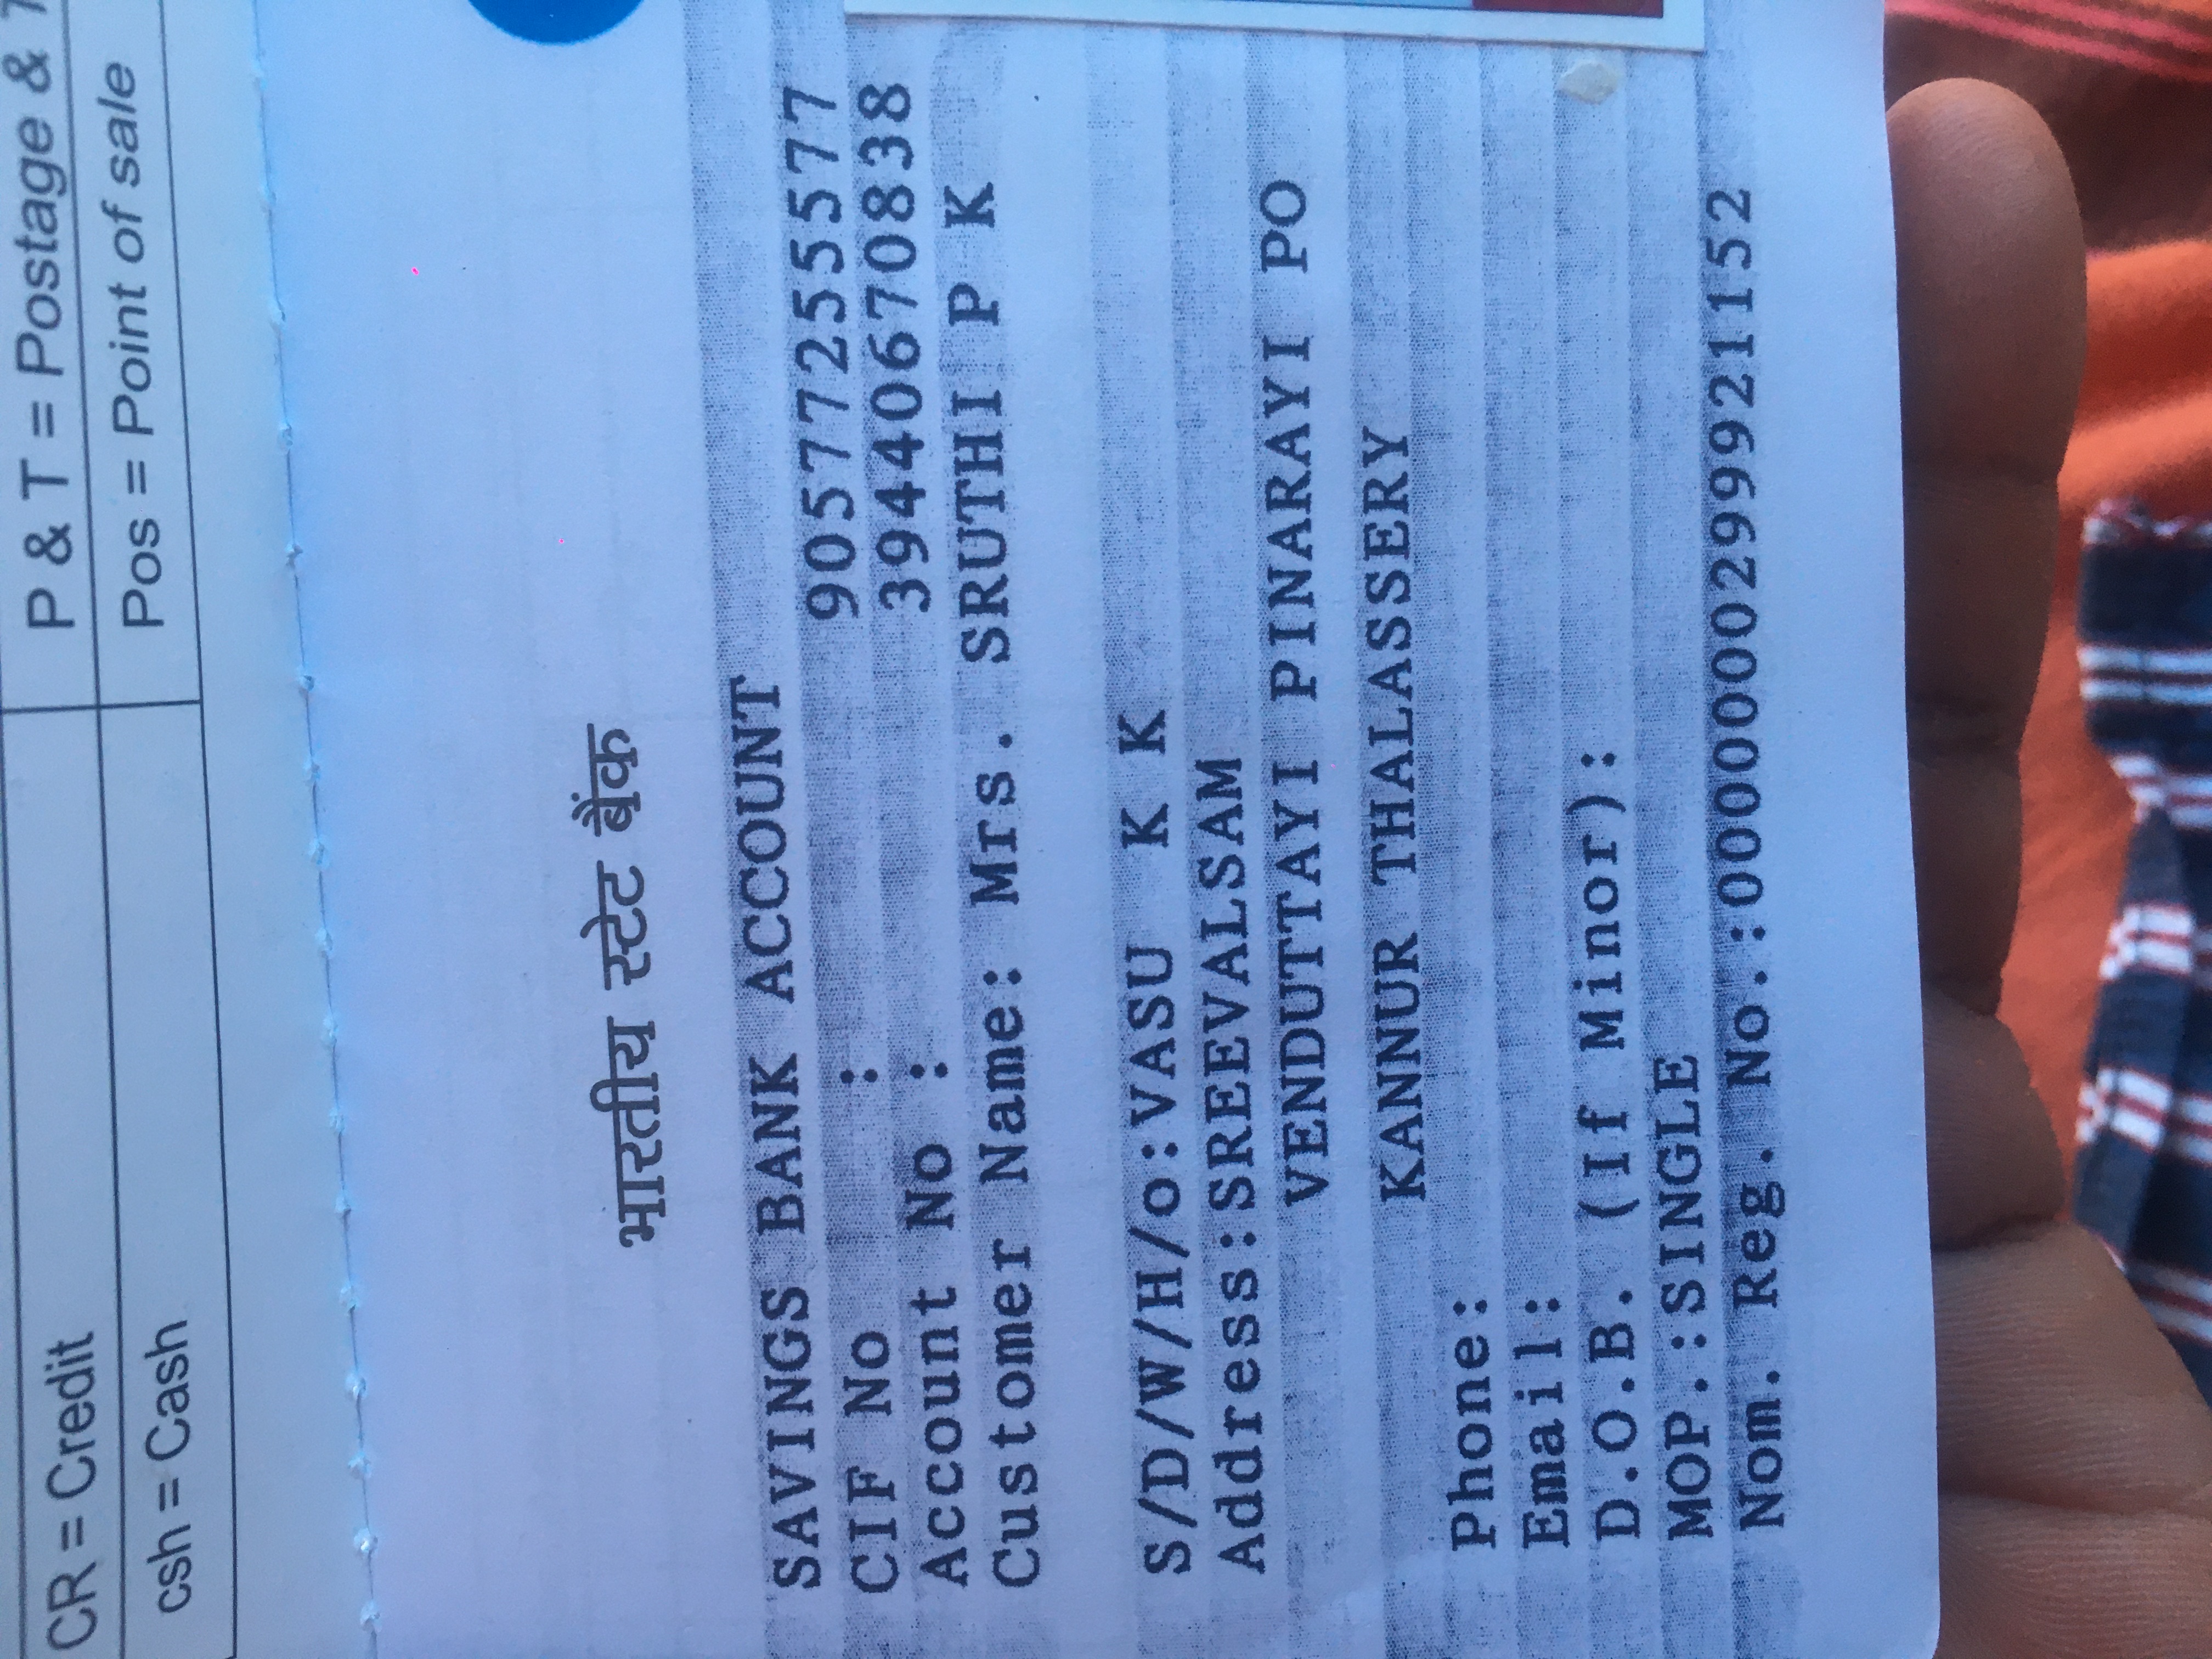 CR = Credit
P & T = Postage &
csh = Cash
Pos = Point of sale
भारतीय स्टेट बैंक
SAVINGS BANK ACCOUNT
CIF No : 90577255577
Account No : 39440670838
Customer Name: Mrs. SRUTHI P K
S/D/W/H/o:VASU K K
Address:SREEVALSAM
VENDUTTAYI PINARAYI PO
KANNUR THALASSERY
Phone:
Email:
D.O.B. (If Minor):
MOP.:SINGLE
Nom. Reg. No.:0000000299921152